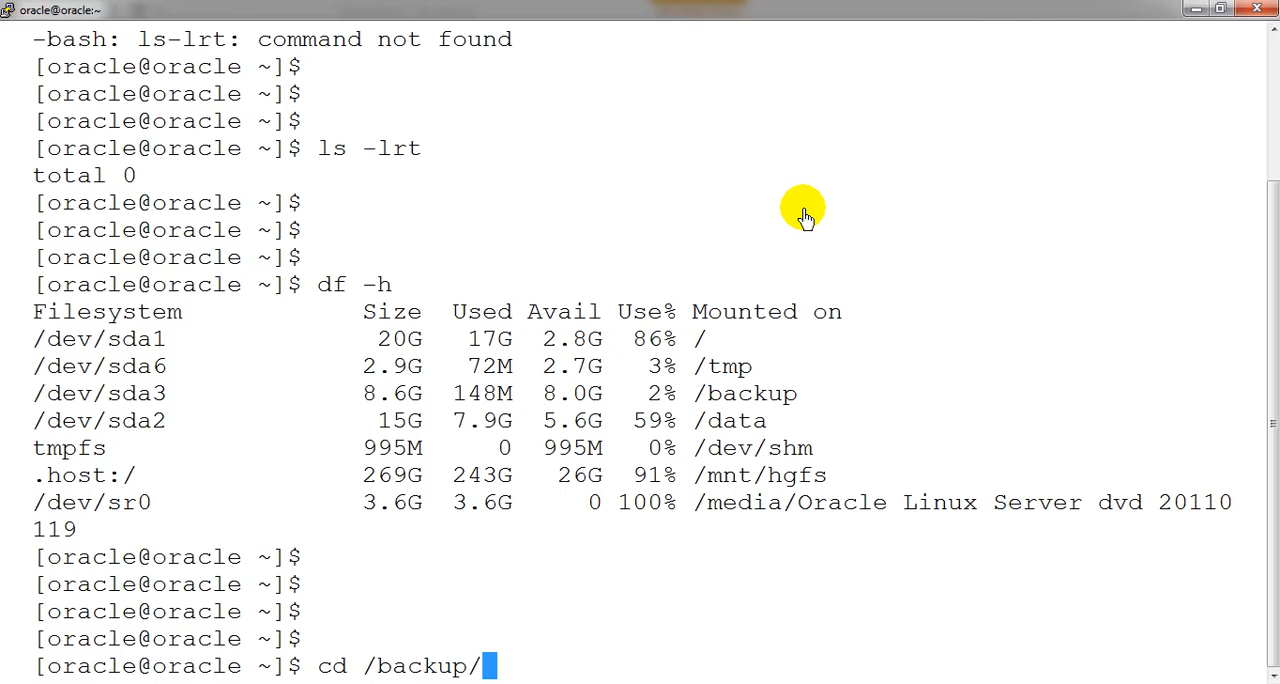 oracle@oracle:~
-bash: ls-lrt: command not found
[oracle@oracle ~]$
[oracle@oracle ~]$
[oracle@oracle ~]$
[oracle@oracle ~]$ ls -lrt
total 0
[oracle@oracle ~]$
[oracle@oracle ~]$
[oracle@oracle ~]$
[oracle@oracle ~]$ df -h
Filesystem            Size  Used Avail Use% Mounted on
/dev/sda1              20G   17G  2.8G  86% /
/dev/sda6             2.9G   72M  2.7G   3% /tmp
/dev/sda3             8.6G  148M  8.0G   2% /backup
/dev/sda2              15G  7.9G  5.6G  59% /data
tmpfs                 995M     0  995M   0% /dev/shm
.host:/               269G  243G   26G  91% /mnt/hgfs
/dev/sr0              3.6G  3.6G     0 100% /media/Oracle Linux Server dvd 20110
119
[oracle@oracle ~]$
[oracle@oracle ~]$
[oracle@oracle ~]$
[oracle@oracle ~]$
[oracle@oracle ~]$ cd /backup/